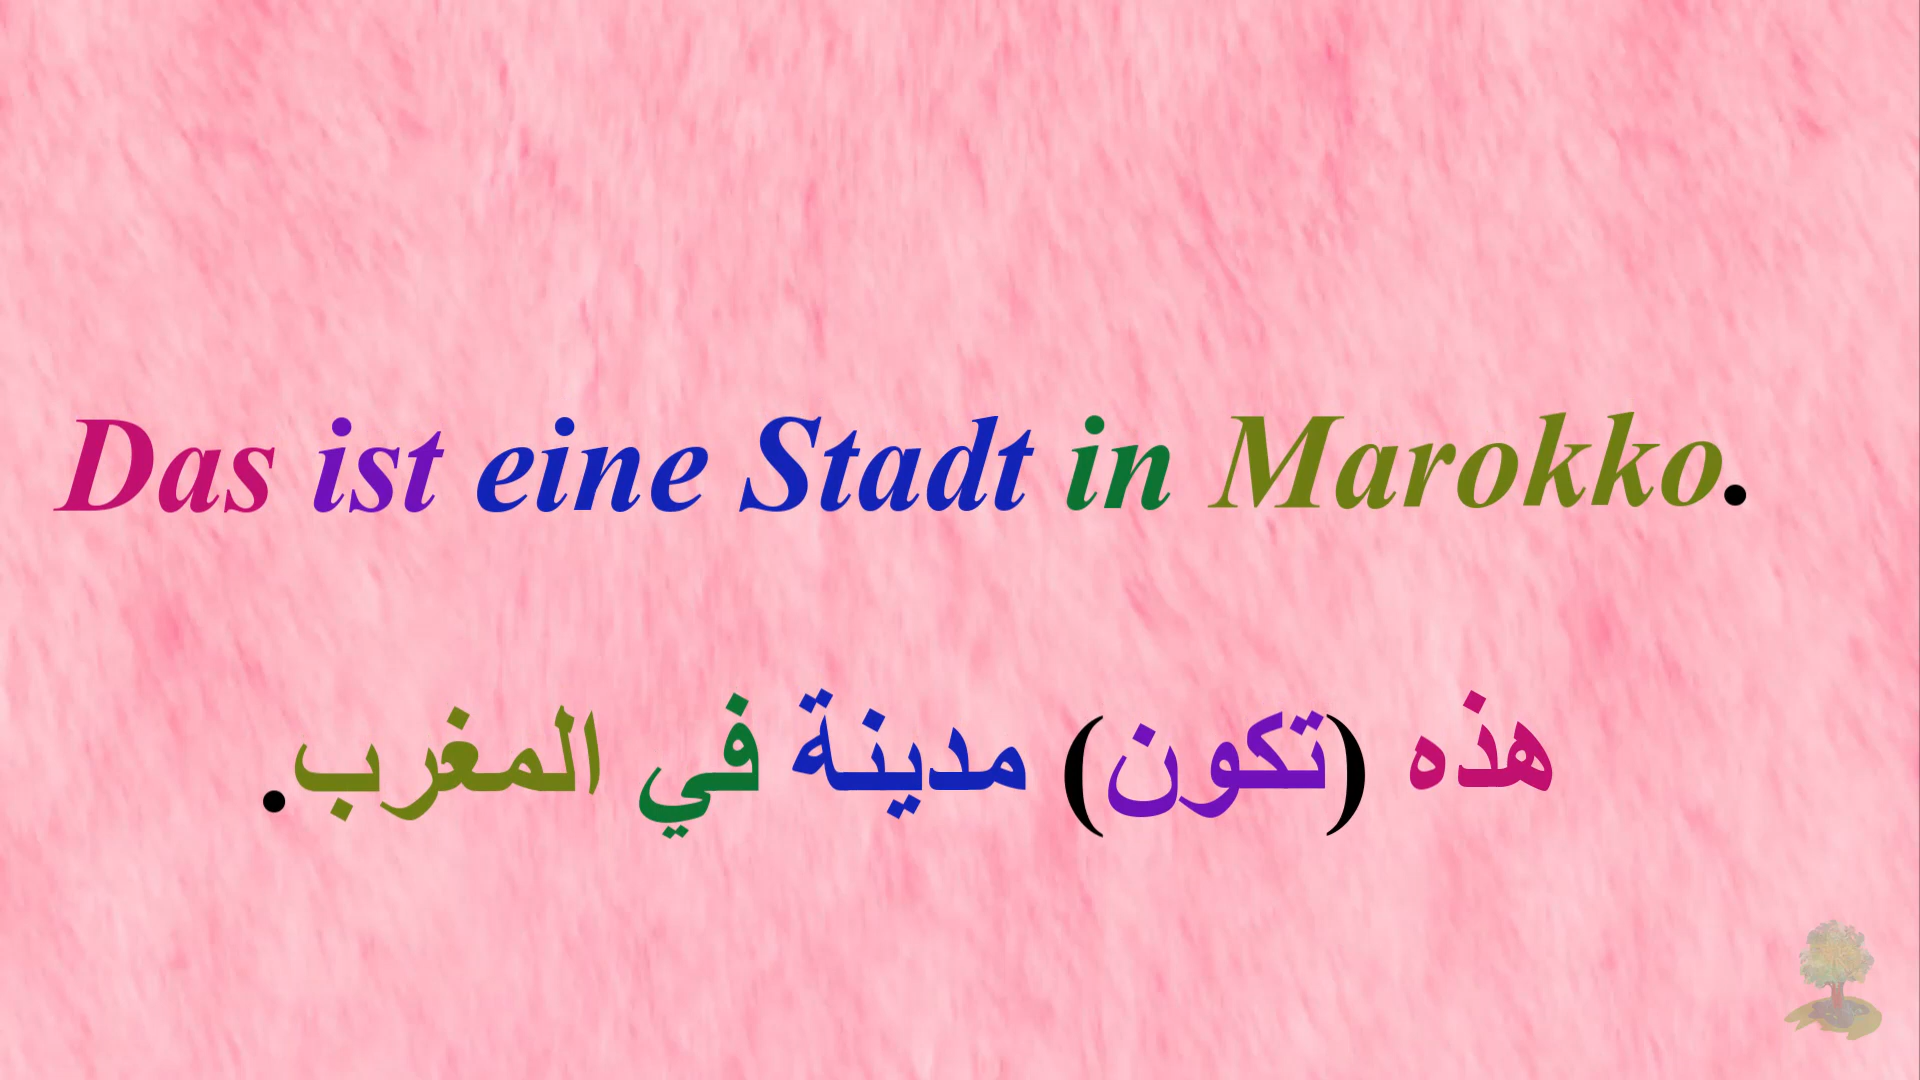 Das ist eine Stadt in Marokko.
هذه (تكون) مدينة في المغرب.